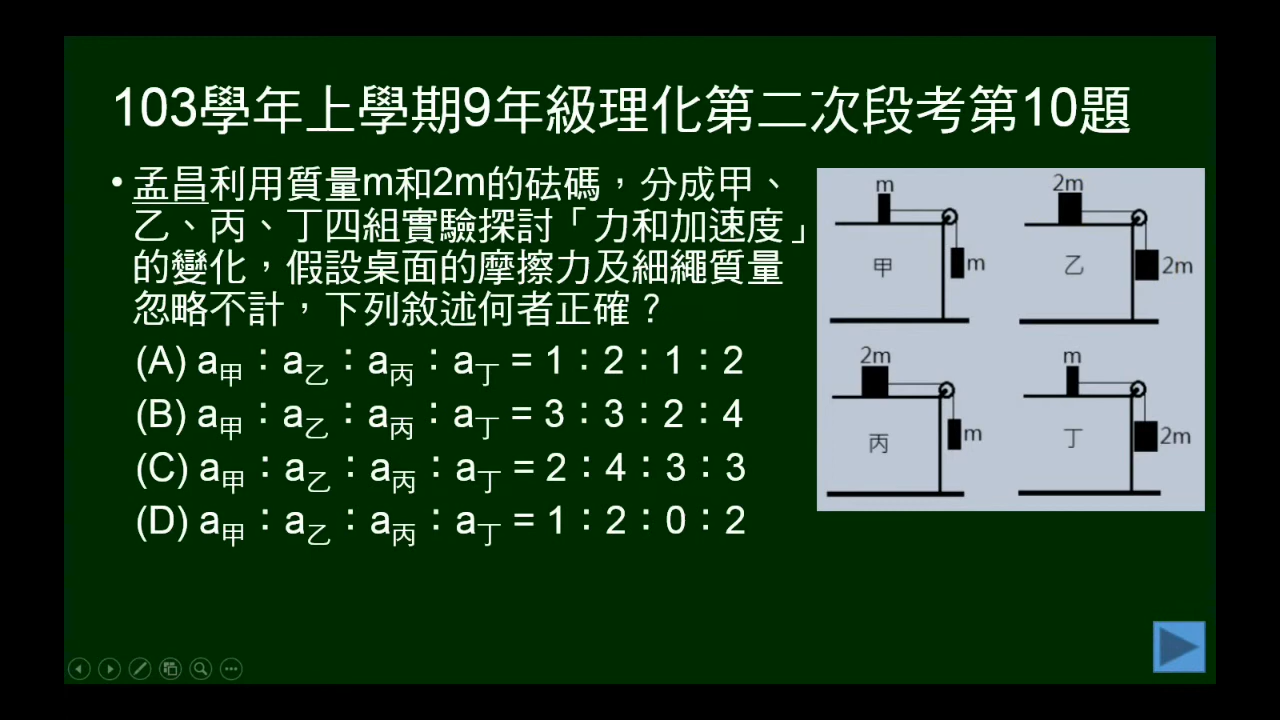 103學年上學期9年級理化第二次段考第10題
• 孟昌利用質量m和2m的砝碼，分成甲、
乙、丙、丁四組實驗探討「力和加速度」
的變化，假設桌面的摩擦力及細繩質量
忽略不計，下列敘述何者正確？
(A) a甲：a乙：a丙：a丁 = 1：2：1：2
(B) a甲：a乙：a丙：a丁 = 3：3：2：4
(C) a甲：a乙：a丙：a丁 = 2：4：3：3
(D) a甲：a乙：a丙：a丁 = 1：2：0：2
m
m
甲
2m
2m
乙
2m
m
丙
m
2m
丁